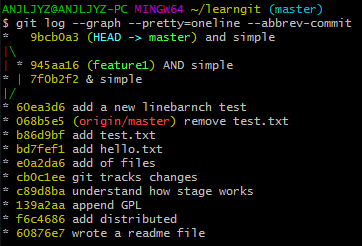 ANJLJYZ@ANJLJYZ-PC MINGW64 ~/learngit (master)
$ git log --graph --pretty=oneline --abbrev-commit
*   9bcb0a3 (HEAD -> master) and simple
|\
| * 945aa16 (feature1) AND simple
* | 7f0b2f2 & simple
|/
* 60ea3d6 add a new linebarnch test
* 068b5e5 (origin/master) remove test.txt
* b86d9bf add test.txt
* bd7fef1 add hello.txt
* e0a2da6 add of files
* cb0c1ee git tracks changes
* c89d8ba understand how stage works
* 139a2aa append GPL
* f6c4686 add distributed
* 60876e7 wrote a readme file